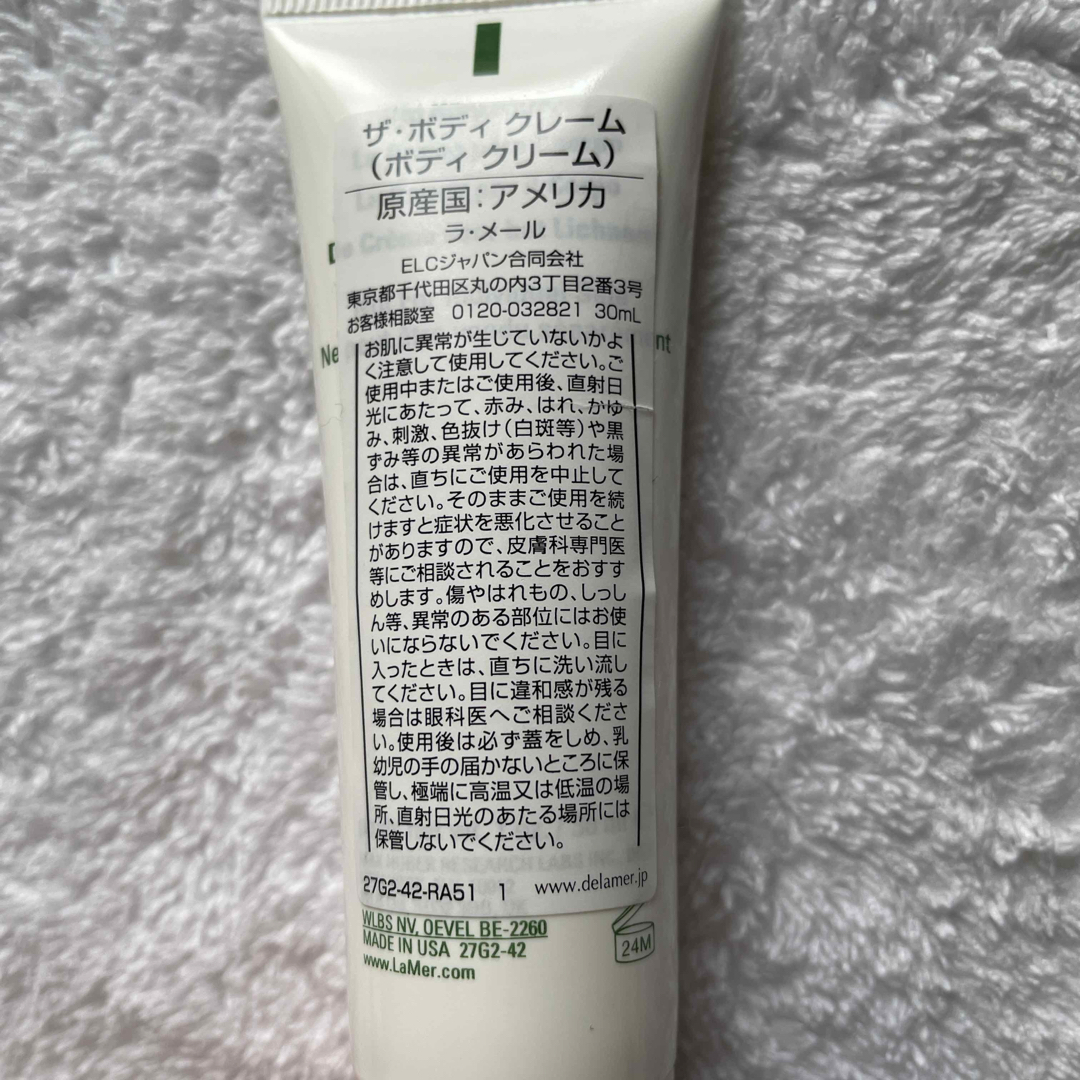 ザ・ボディ クレーム
(ボディ クリーム)
原産国:アメリカ
ラ・メール
ELCジャパン合同会社
東京都千代田区丸の内3丁目2番3号
お客様相談室 0120-032821 30mL
お肌に異常が生じていないかよ
く注意して使用してください。ご
使用中またはご使用後、直射日
光にあたって、赤み、はれ、かゆ
み、刺激、色抜け(白斑等)や黒
ずみ等の異常があらわれた場
合は、直ちにご使用を中止して
ください。そのままご使用を続
けますと症状を悪化させること
がありますので、皮膚科専門医
等にご相談されることをおすす
めします。傷やはれもの、しっし
ん等、異常のある部位にはお使
いにならないでください。目に
入ったときは、直ちに洗い流し
てください。目に違和感が残る
場合は眼科医へご相談くださ
い。使用後は必ず蓋をしめ、乳
幼児の手の届かないところに保
管し、極端に高温又は低温の場
所、直射日光のあたる場所には
保管しないでください。
27G2-42-RA51 1 www.delamer.jp
WLBS NV, OEVEL BE-2260
MADE IN USA 27G2-42
www.LaMer.com
24M